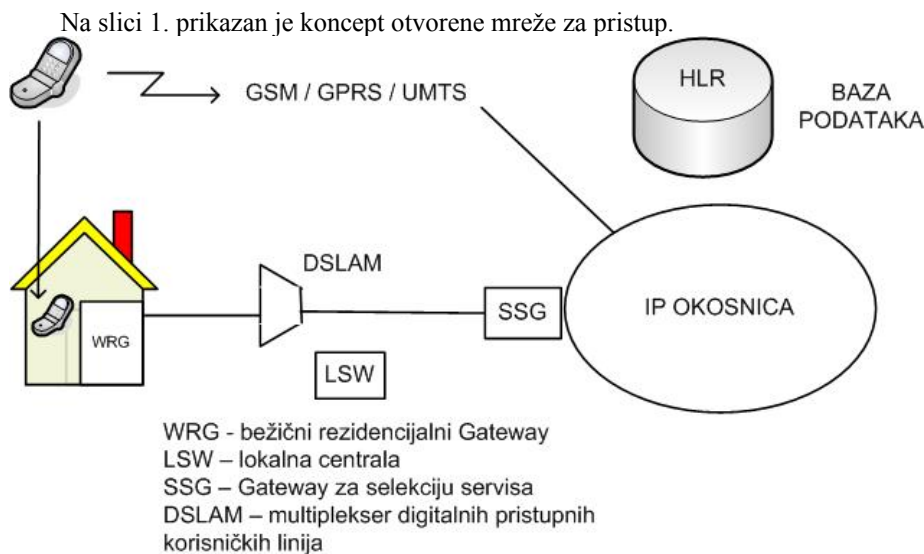 Na slici 1. prikazan je koncept otvorene mreže za pristup.
GSM / GPRS / UMTS
HLR
BAZA
PODATAKA
DSLAM
WRG
SSG
IP OKOSNICA
LSW
WRG - bežični rezidencijalni Gateway
LSW – lokalna centrala
SSG – Gateway za selekciju servisa
DSLAM – multiplekser digitalnih pristupnih
korisničkih linija